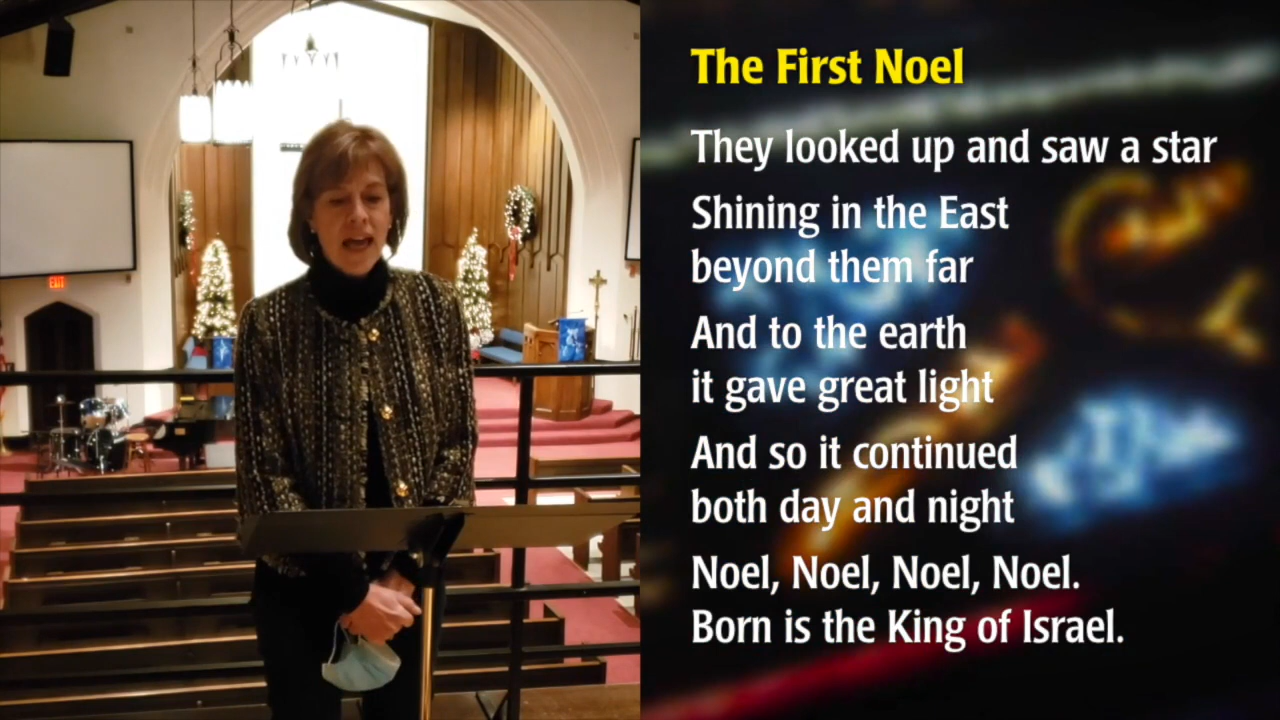 The First Noel
They looked up and saw a star
Shining in the East
beyond them far
And to the earth
it gave great light
And so it continued
both day and night
Noel, Noel, Noel, Noel.
Born is the King of Israel.
EXIT